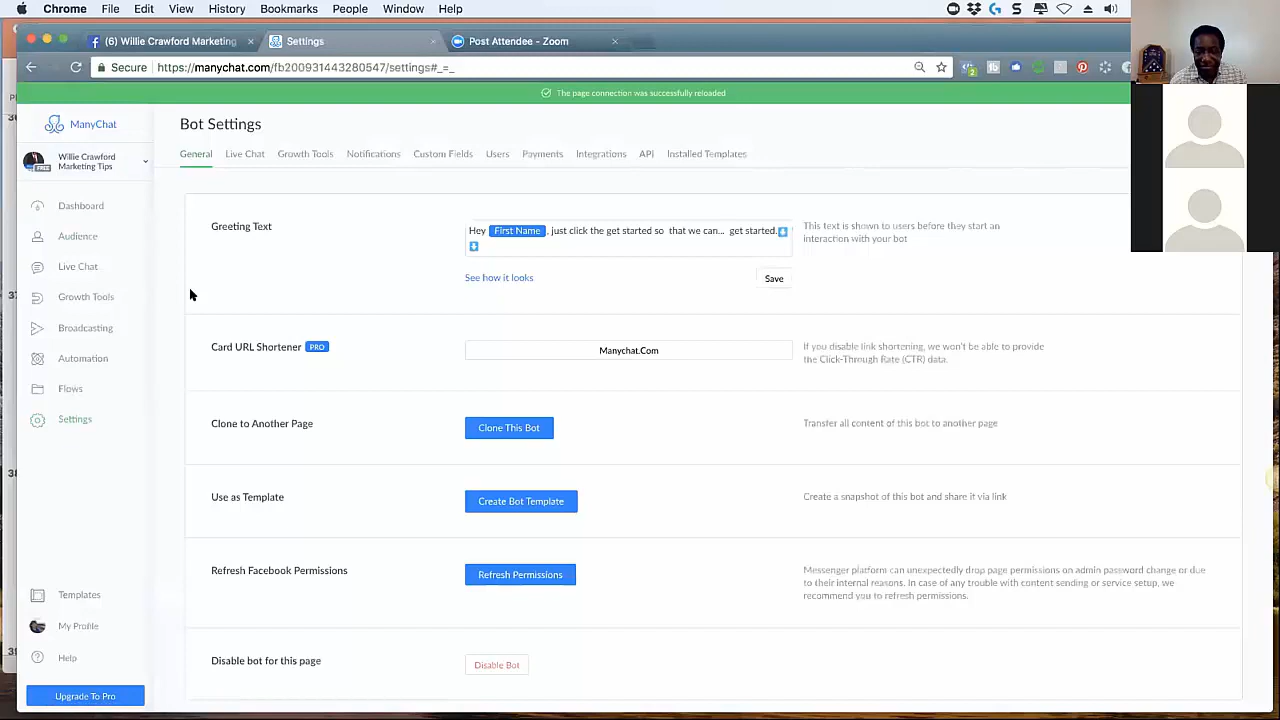 Chrome File Edit View History Bookmarks People Window Help
(6) Willie Crawford Marketing
Settings
Post Attendee - Zoom
Secure https://manychat.com/fb200931443280547/settings#_=_
The page connection was successfully reloaded
ManyChat
Willie Crawford
Marketing Tips
FREE
Dashboard
Audience
Live Chat
Growth Tools
Broadcasting
Automation
Flows
Settings
Templates
My Profile
Help
Upgrade To Pro
Bot Settings
General Live Chat Growth Tools Notifications Custom Fields Users Payments Integrations API Installed Templates
Greeting Text
Hey First Name , just click the get started so that we can... get started.
See how it looks
Save
This text is shown to users before they start an
interaction with your bot
Card URL Shortener PRO
Manychat.Com
If you disable link shortening, we won't be able to provide
the Click-Through Rate (CTR) data.
Clone to Another Page
Clone This Bot
Transfer all content of this bot to another page
Use as Template
Create Bot Template
Create a snapshot of this bot and share it via link
Refresh Facebook Permissions
Refresh Permissions
Messenger platform can unexpectedly drop page permissions on admin password change or due
to their internal reasons. In case of any trouble with content sending or service setup, we
recommend you to refresh permissions.
Disable bot for this page
Disable Bot